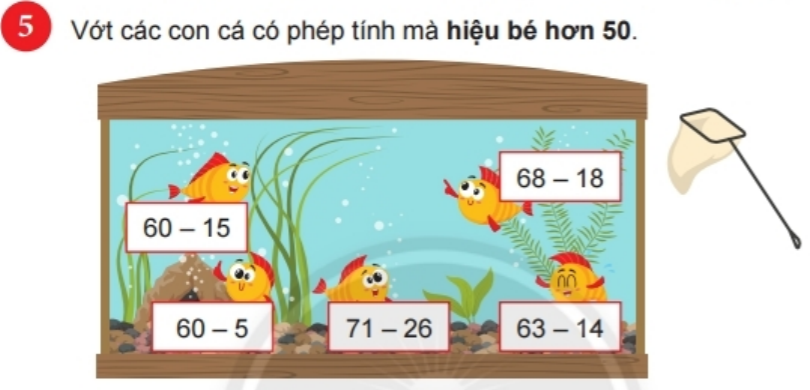 5 Vớt các con cá có phép tính mà hiệu bé hơn 50.
68 – 18
60 – 15
60 – 5
71 – 26
63 – 14